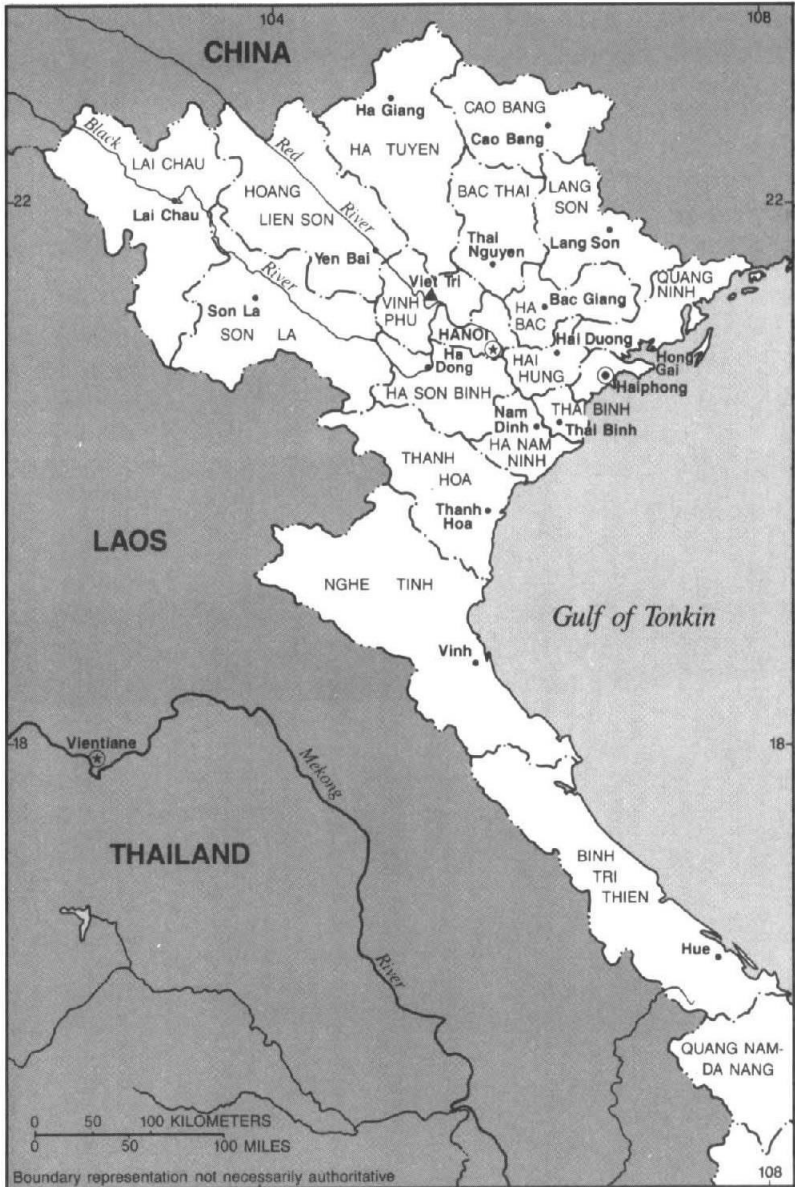 104
108
CHINA
Ha Giang
CAO BANG
Cao Bang
Black
Red
LAI CHAU
HA TUYEN
22
HOANG
LIEN SON
BAC THAI
LANG
SON
22
Lai Chau
River
Yen Bai
Thai
Nguyen
Lang Son
River
Viet Tri
QUANG
NINH
Son La
SON LA
VINH
PHU
HA
BAC
Bac Giang
HANOI
Hai Duong
Ha
Dong
HAI
HUNG
Hong
Gai
Haiphong
HA SON BINH
THAI BINH
Nam
Dinh
Thai Binh
HA NAM
NINH
THANH
HOA
Thanh
Hoa
LAOS
NGHE TINH
Gulf of Tonkin
Vinh
18
Vientiane
18
Mekong
THAILAND
BINH
TRI
THIEN
Hue
River
QUANG NAM-
DA NANG
0 50 100 KILOMETERS
0 50 100 MILES
Boundary representation not necessarily authoritative
108